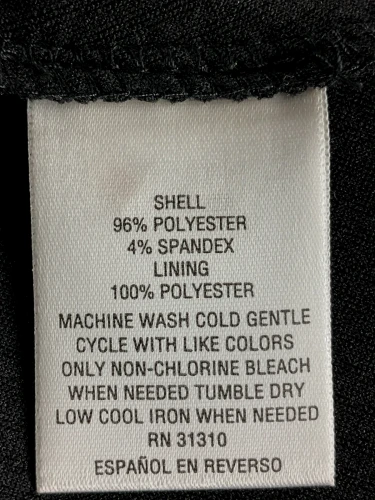 SHELL
96% POLYESTER
4% SPANDEX
LINING
100% POLYESTER
MACHINE WASH COLD GENTLE
CYCLE WITH LIKE COLORS
ONLY NON-CHLORINE BLEACH
WHEN NEEDED TUMBLE DRY
LOW COOL IRON WHEN NEEDED
RN 31310
ESPAÑOL EN REVERSO